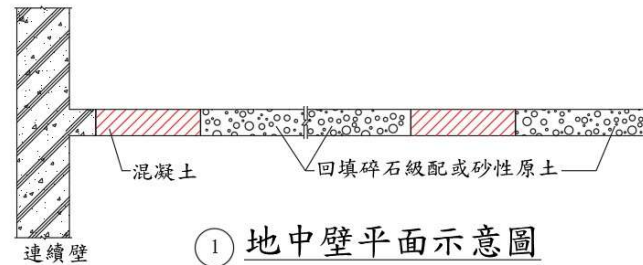 混凝土
回填碎石級配或砂性原土
連續壁
1 地中壁平面示意圖